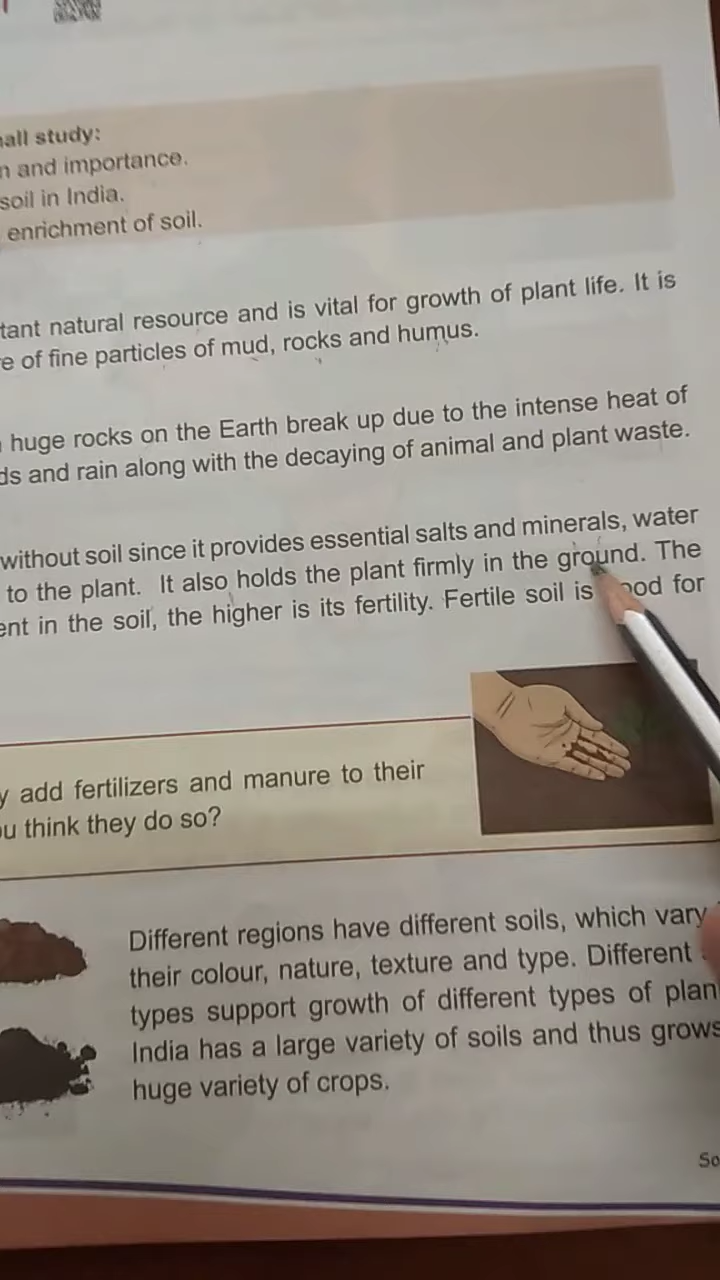 all study:
n and importance.
soil in India.
enrichment of soil.
tant natural resource and is vital for growth of plant life. It is
e of fine particles of mud, rocks and humus.
huge rocks on the Earth break up due to the intense heat of
ds and rain along with the decaying of animal and plant waste.
without soil since it provides essential salts and minerals, water
to the plant. It also holds the plant firmly in the ground. The
ent in the soil, the higher is its fertility. Fertile soil is ood for
y add fertilizers and manure to their
ou think they do so?
Different regions have different soils, which vary
their colour, nature, texture and type. Different
types support growth of different types of plan
India has a large variety of soils and thus grows
huge variety of crops.
So